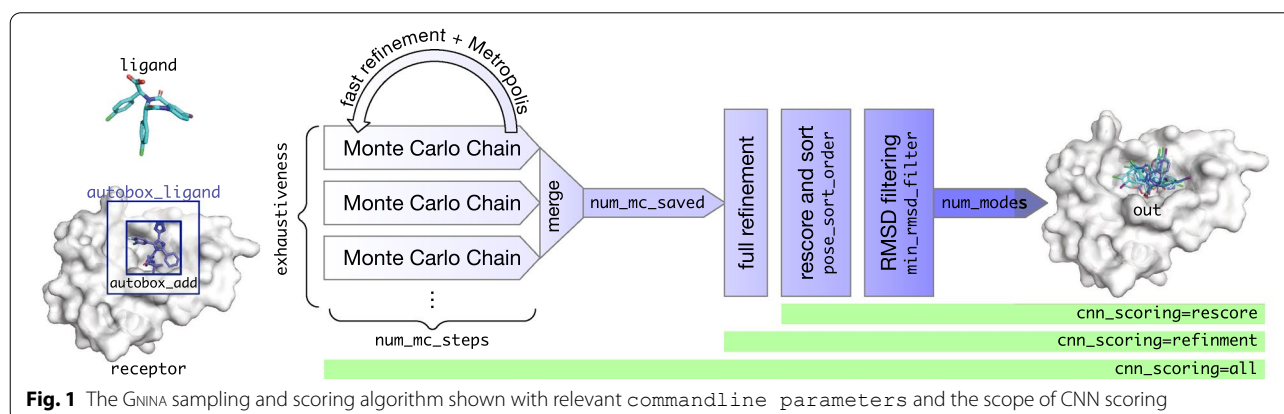 ligand
autobox_ligand
autobox_add
receptor
fast refinement + Metropolis
exhaustiveness
Monte Carlo Chain
Monte Carlo Chain
Monte Carlo Chain
⋮
num_mc_steps
merge
num_mc_saved
full refinement
rescore and sort
pose_sort_order
RMSD filtering
min_rmsd_filter
num_modes
out
cnn_scoring=rescore
cnn_scoring=refinment
cnn_scoring=all
Fig. 1 The GNINA sampling and scoring algorithm shown with relevant commandline parameters and the scope of CNN scoring